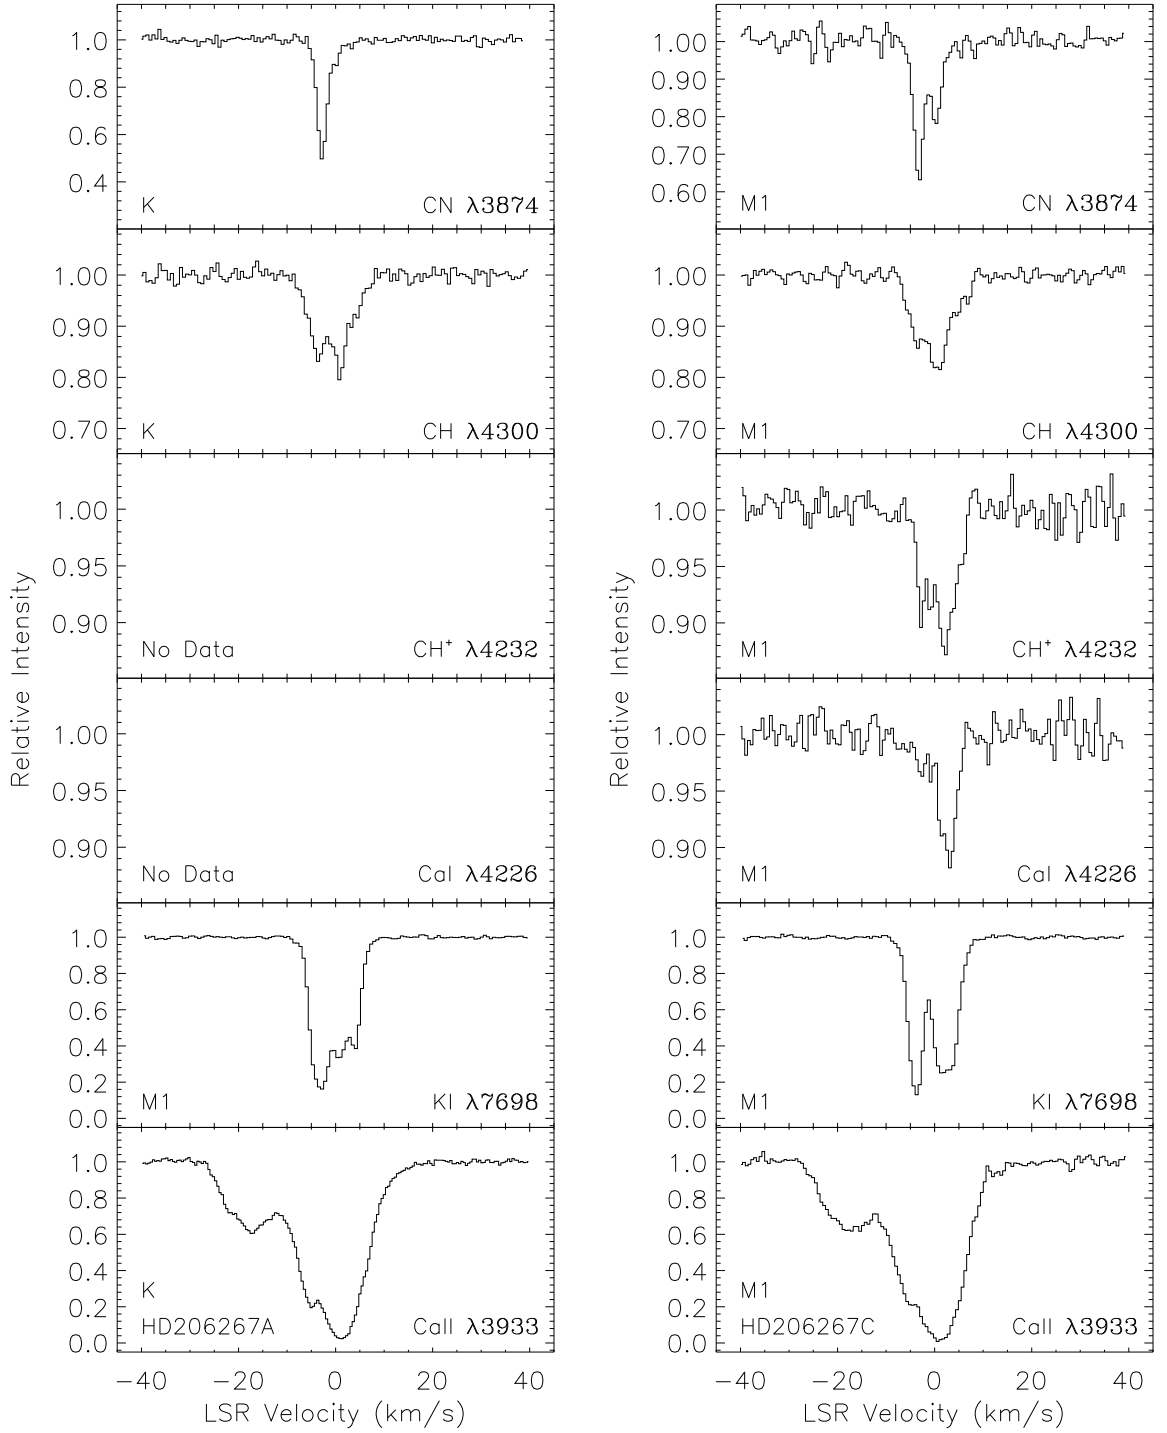 1.0
0.8
0.6
0.4
K CN λ3874
1.00
0.90
0.80
0.70
K CH λ4300
1.00
0.95
0.90
No Data CH+ λ4232
1.00
0.95
0.90
No Data CaI λ4226
1.0
0.8
0.6
0.4
0.2
0.0
M1 KI λ7698
1.0
0.8
0.6
0.4
0.2
0.0
K
HD206267A CaII λ3933
−40 −20 0 20 40
LSR Velocity (km/s)
Relative Intensity
1.00
0.90
0.80
0.70
0.60
M1 CN λ3874
1.00
0.90
0.80
0.70
M1 CH λ4300
1.00
0.95
0.90
M1 CH+ λ4232
1.00
0.95
0.90
M1 CaI λ4226
1.0
0.8
0.6
0.4
0.2
0.0
M1 KI λ7698
1.0
0.8
0.6
0.4
0.2
0.0
M1
HD206267C CaII λ3933
−40 −20 0 20 40
LSR Velocity (km/s)
Relative Intensity